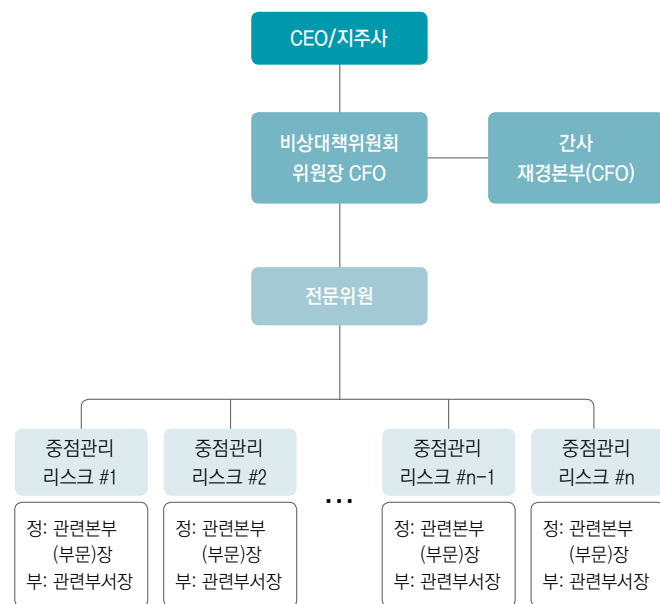 CEO/지주사
비상대책위원회
위원장 CFO
간사
재경본부(CFO)
전문위원
중점관리
리스크 #1
중점관리
리스크 #2
...
중점관리
리스크 #n-1
중점관리
리스크 #n
정: 관련본부
(부문)장
부: 관련부서장
정: 관련본부
(부문)장
부: 관련부서장
정: 관련본부
(부문)장
부: 관련부서장
정: 관련본부
(부문)장
부: 관련부서장